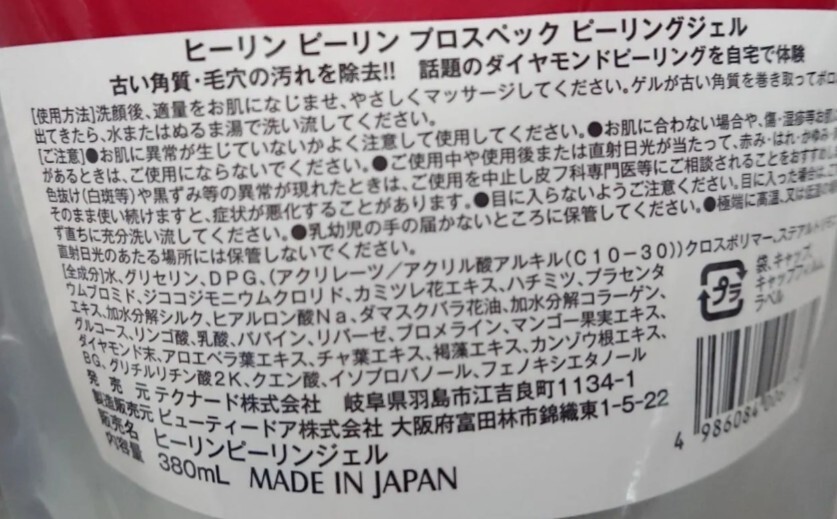 ヒーリン ピーリン プロスペック ピーリングジェル
古い角質・毛穴の汚れを除去!! 話題のダイヤモンドピーリングを自宅で体験
[使用方法]洗顔後、適量をお肌になじませ、やさしくマッサージしてください。ゲルが古い角質を巻き取ってポロ
出てきたら、水またはぬるま湯で洗い流してください。
[ご注意]●お肌に異常が生じていないかよく注意して使用してください。●お肌に合わない場合や、傷・湿疹等お肌に
があるときは、ご使用にならないでください。●ご使用中や使用後または直射日光が当たって、赤み・はれ・かゆみ
色抜け(白斑等)や黒ずみ等の異常が現れたときは、ご使用を中止し皮フ科専門医等にご相談されることをおすすめし
そのまま使い続けますと、症状が悪化することがあります。●目に入らないようご注意ください。目に入った場合は、
ず直ちに充分洗い流してください。●乳幼児の手の届かないところに保管してください。●極端に高温、又は低温の
直射日光のあたる場所には保管しないでください。
[全成分]水、グリセリン、DPG、(アクリレーツ/アクリル酸アルキル(C10-30))クロスポリマー、ステアルトリモニ
ウムブロミド、ジココジモニウムクロリド、カミツレ花エキス、ハチミツ、プラセンタ
エキス、加水分解シルク、ヒアルロン酸Na、ダマスクバラ花油、加水分解コラーゲン、
グルコース、リンゴ酸、乳酸、パパイン、リパーゼ、ブロメライン、マンゴー果実エキス、
ダイヤモンド末、アロエベラ葉エキス、チャ葉エキス、褐藻エキス、カンゾウ根エキス、
BG、グリチルリチン酸2K、クエン酸、イソプロパノール、フェノキシエタノール
発売元 テクナード株式会社 岐阜県羽島市江吉良町1134-1
製造販売元 ビューティードア株式会社 大阪府富田林市錦織東1-5-22
販売名 ヒーリンピーリンジェル
内容量 380mL MADE IN JAPAN
プラ
袋、キャップ、
キャップフィルム、
ラベル
4 986084 00